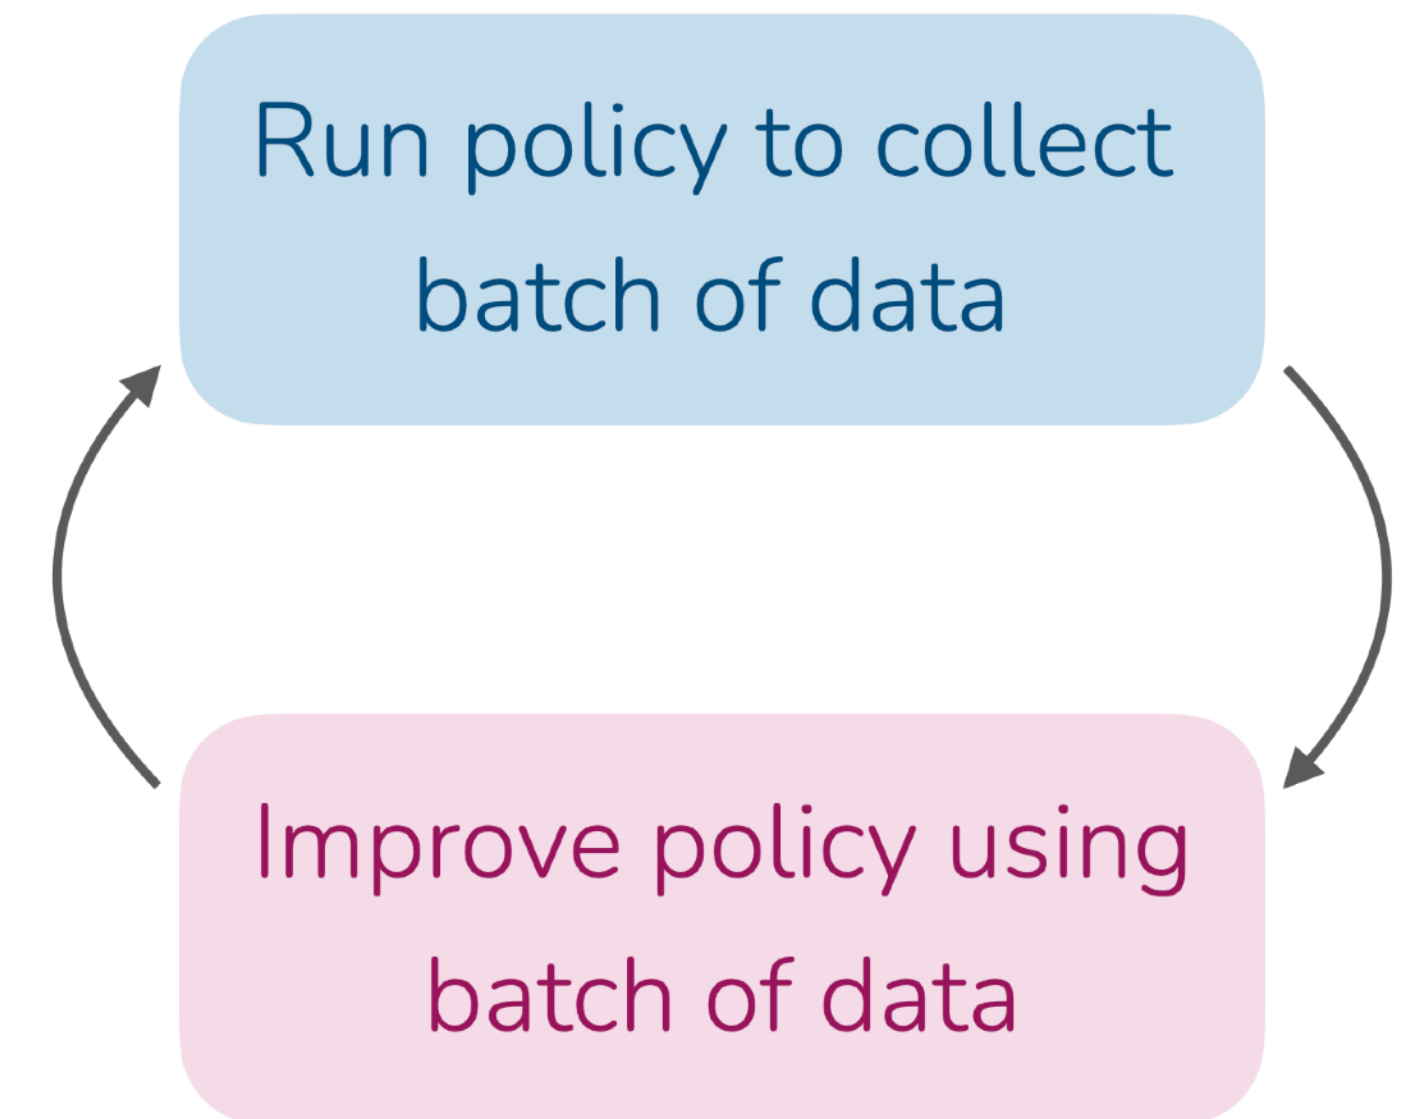 Run policy to collect
batch of data
Improve policy using
batch of data